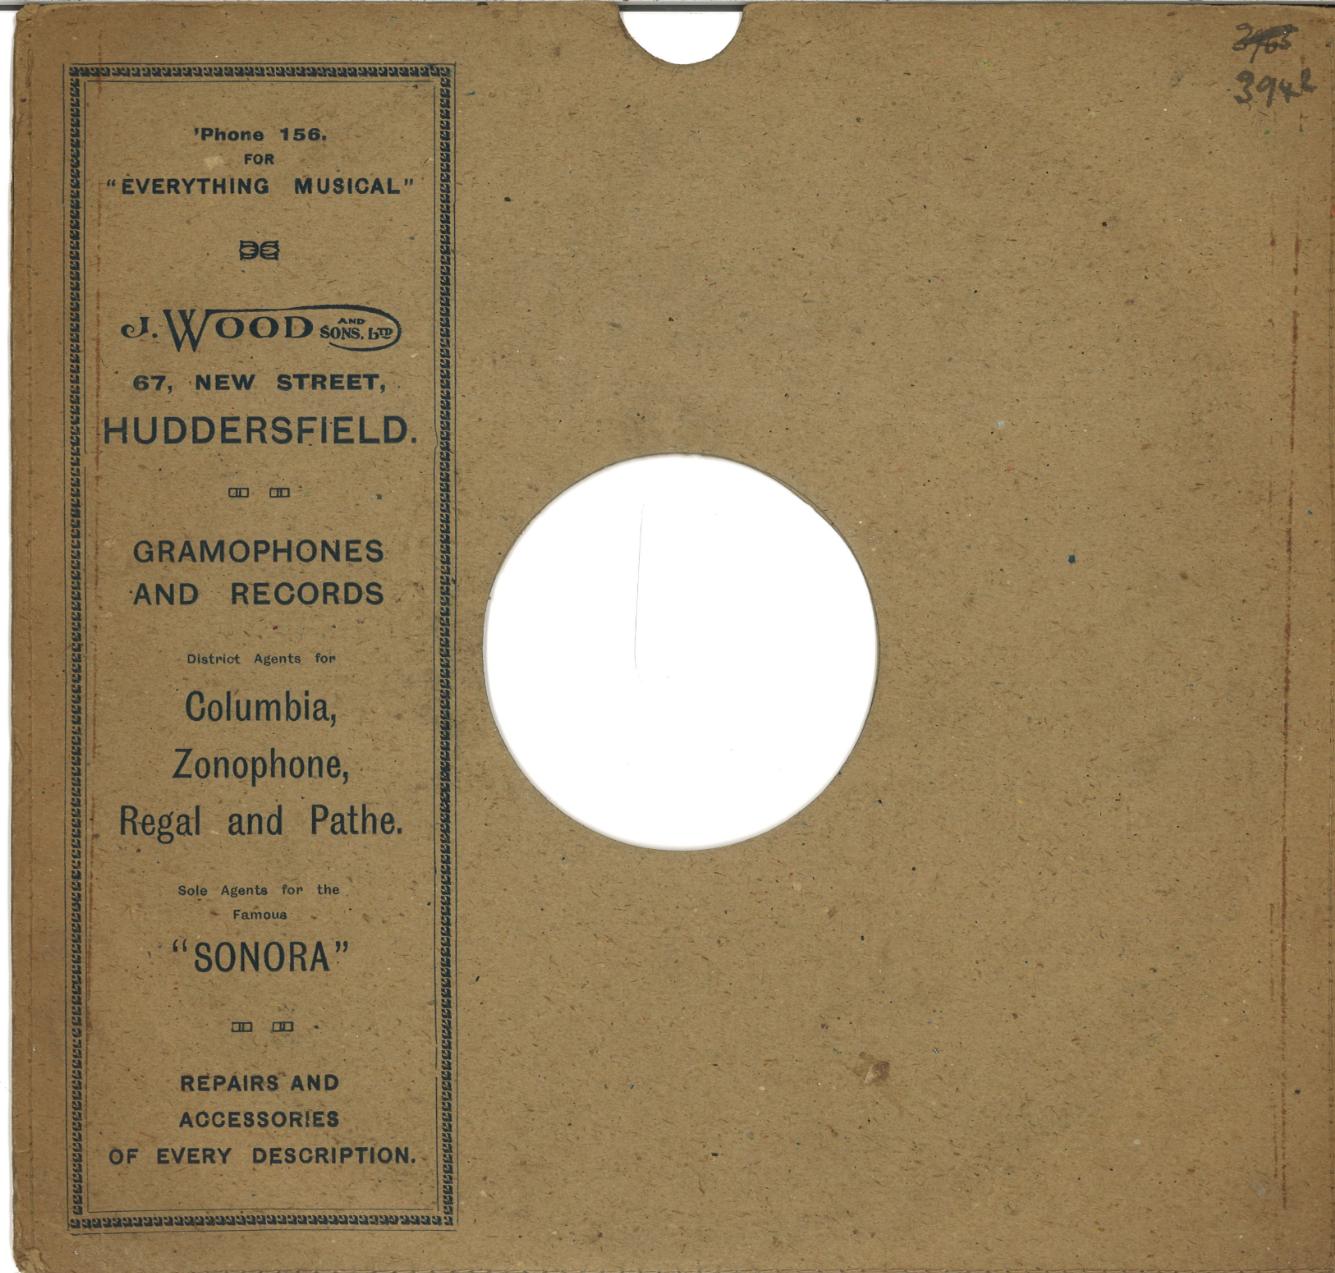 'Phone 156.
FOR
"EVERYTHING MUSICAL"
J. WOOD AND SONS, LTD
67, NEW STREET,
HUDDERSFIELD.
GRAMOPHONES
AND RECORDS
District Agents for
Columbia,
Zonophone,
Regal and Pathe.
Sole Agents for the
Famous
"SONORA"
REPAIRS AND
ACCESSORIES
OF EVERY DESCRIPTION.